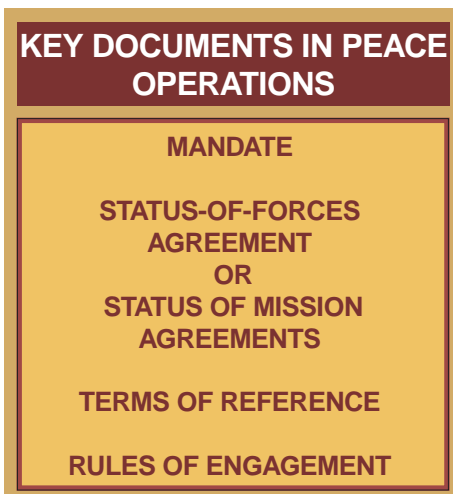 KEY DOCUMENTS IN PEACE
OPERATIONS
MANDATE
STATUS-OF-FORCES
AGREEMENT
OR
STATUS OF MISSION
AGREEMENTS
TERMS OF REFERENCE
RULES OF ENGAGEMENT